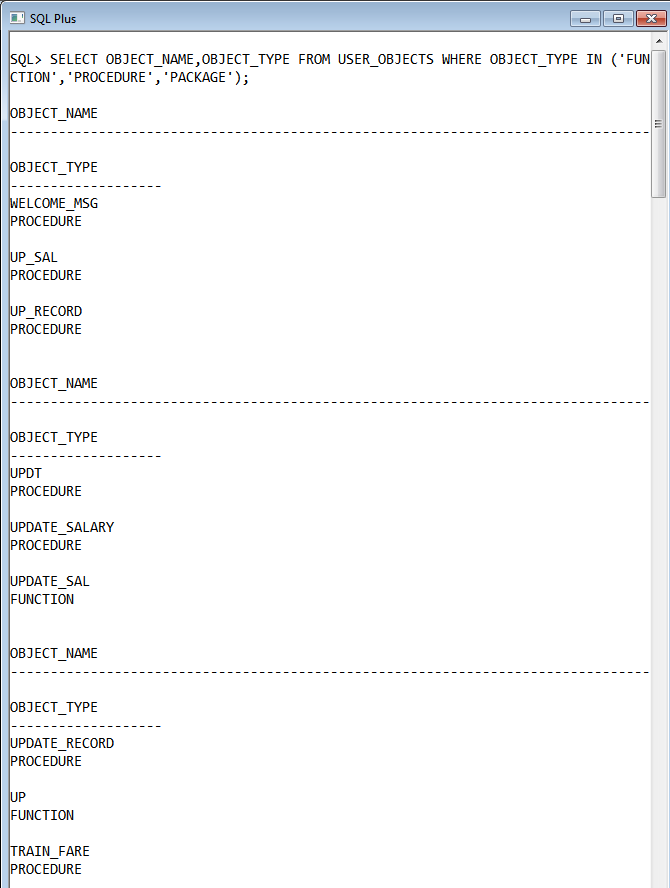 SQL Plus
SQL> SELECT OBJECT_NAME,OBJECT_TYPE FROM USER_OBJECTS WHERE OBJECT_TYPE IN ('FUN
CTION','PROCEDURE','PACKAGE');
OBJECT_NAME
--------------------------------------------------------------------------------
OBJECT_TYPE
-------------------
WELCOME_MSG
PROCEDURE
UP_SAL
PROCEDURE
UP_RECORD
PROCEDURE
OBJECT_NAME
--------------------------------------------------------------------------------
OBJECT_TYPE
-------------------
UPDT
PROCEDURE
UPDATE_SALARY
PROCEDURE
UPDATE_SAL
FUNCTION
OBJECT_NAME
--------------------------------------------------------------------------------
OBJECT_TYPE
-------------------
UPDATE_RECORD
PROCEDURE
UP
FUNCTION
TRAIN_FARE
PROCEDURE